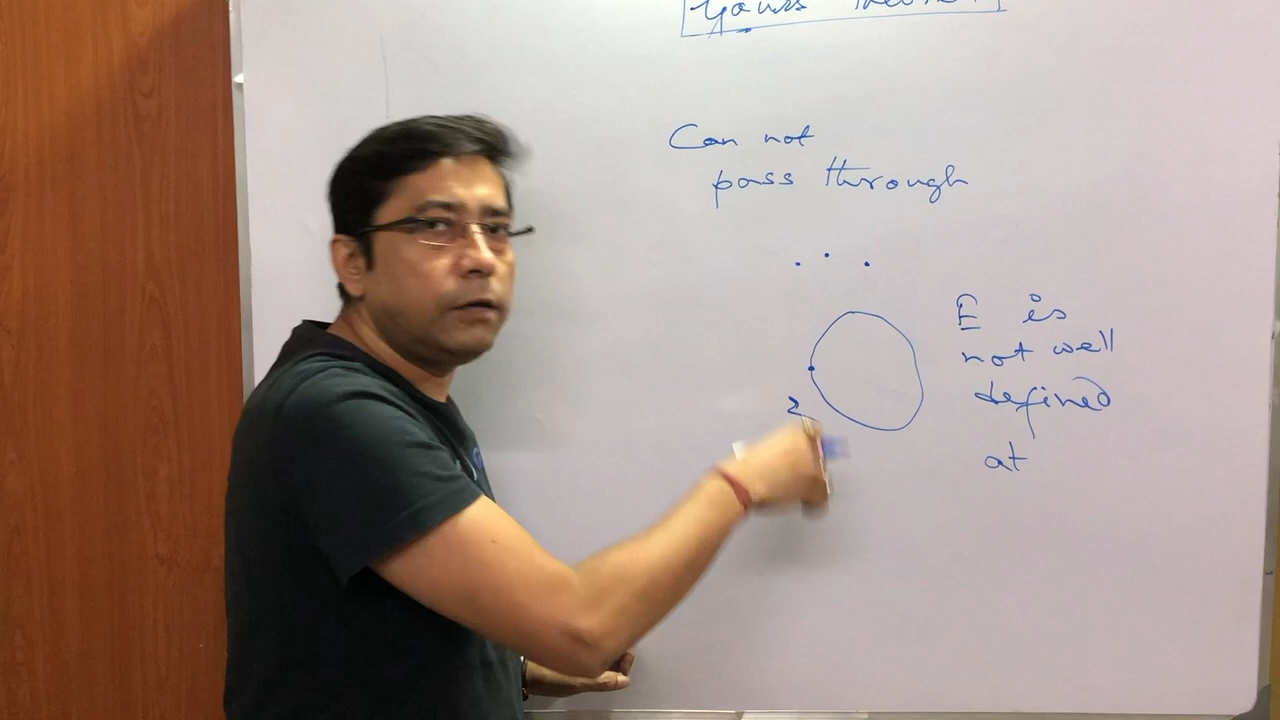 Gauss Theorem
Can not
pass through
. . .
E is
not well
defined
at